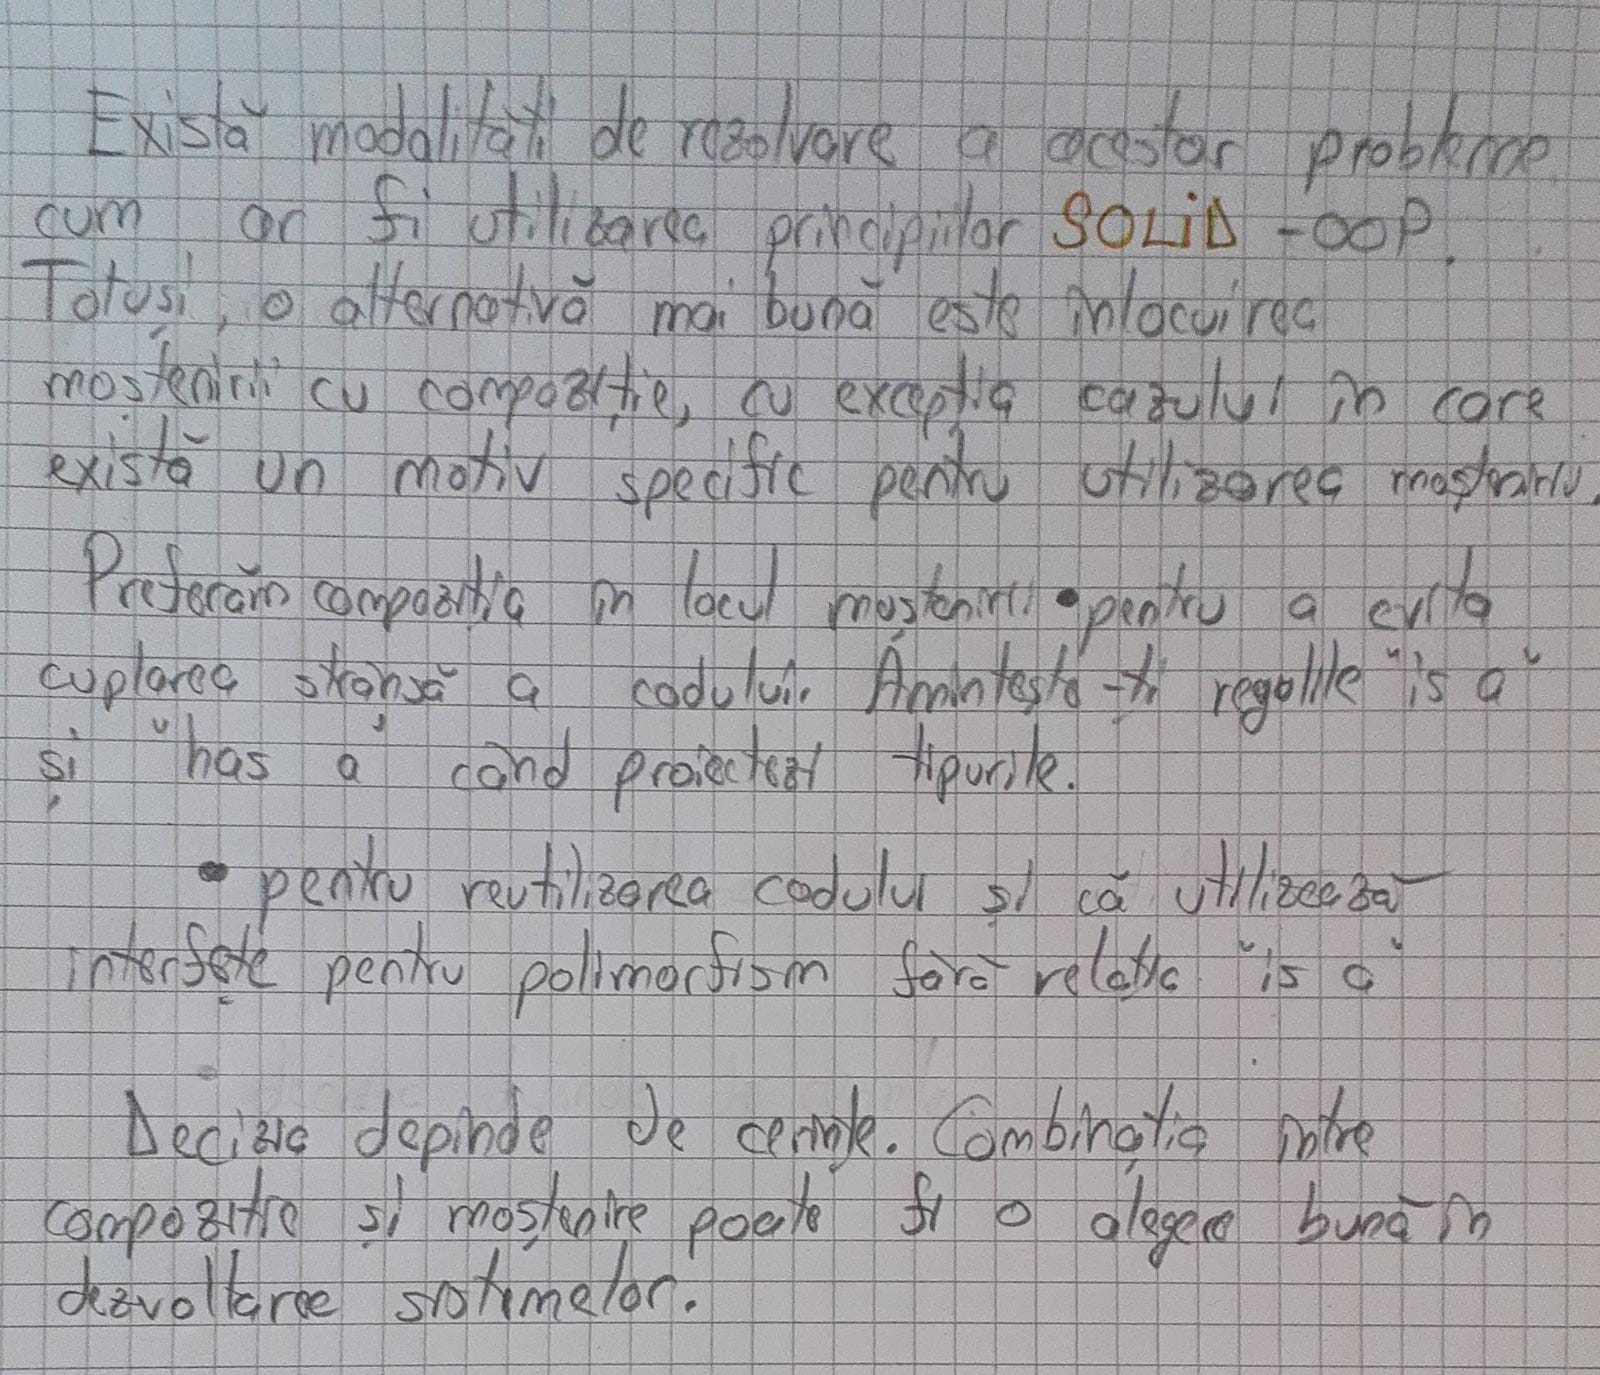 Există modalități de rezolvare a acestor probleme
cum ar fi utilizarea principiilor SOLID - OOP.
Totuși, o alternativă mai bună este înlocuirea
moștenirii cu compoziție, cu excepția cazului în care
există un motiv specific pentru utilizarea moștenirii.
Preferăm compoziția în locul moștenirii • pentru a evita
cuplarea strânsă a codului. Amintește-ți regulile "is a"
și "has a" când proiectezi tipurile.
• pentru reutilizarea codului și că utilizează
interfețe pentru polimorfism fără relație "is a"
Decizia depinde de cerințe. Combinația între
compoziție și moștenire poate fi o alegere bună în
dezvoltarea sistemelor.